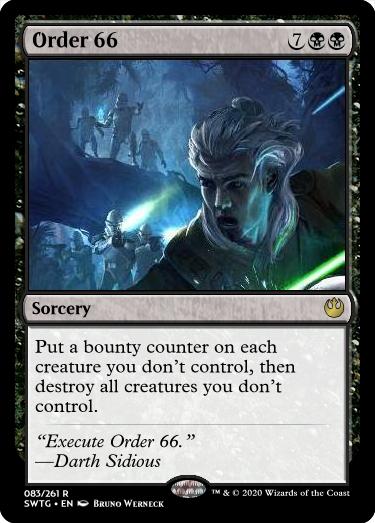 Order 66 7
Sorcery
Put a bounty counter on each
creature you don't control, then
destroy all creatures you don't
control.
“Execute Order 66.”
—Darth Sidious
083/261 R
SWTG • EN Bruno Werneck
™ & © 2020 Wizards of the Coast